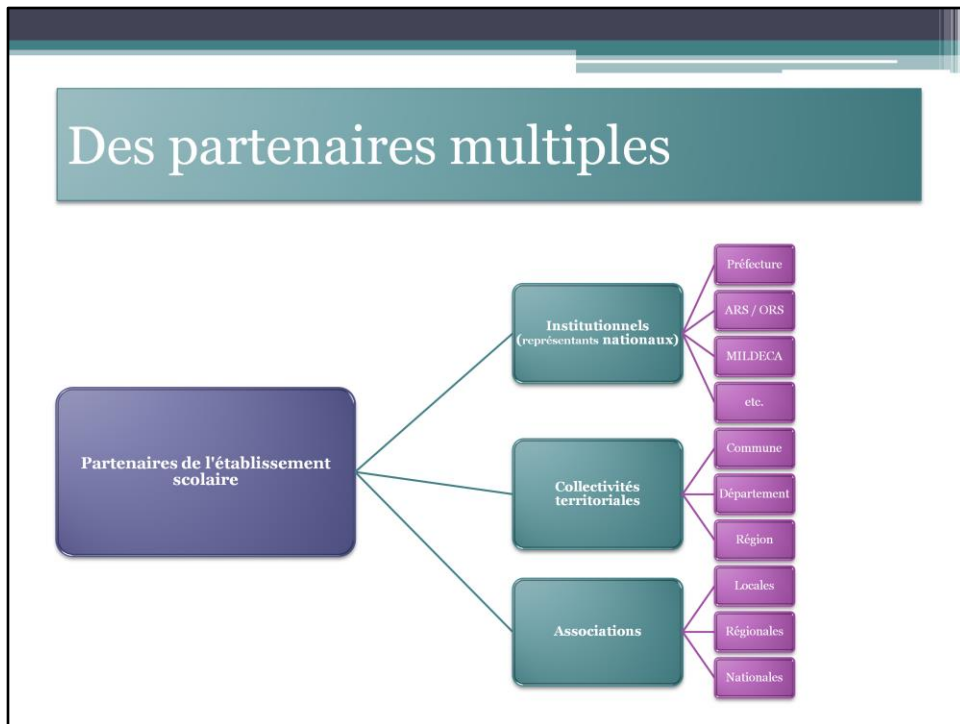 Des partenaires multiples
Partenaires de l'établissement
scolaire
Institutionnels
(représentants nationaux)
Préfecture
ARS / ORS
MILDECA
etc.
Collectivités
territoriales
Commune
Département
Région
Associations
Locales
Régionales
Nationales